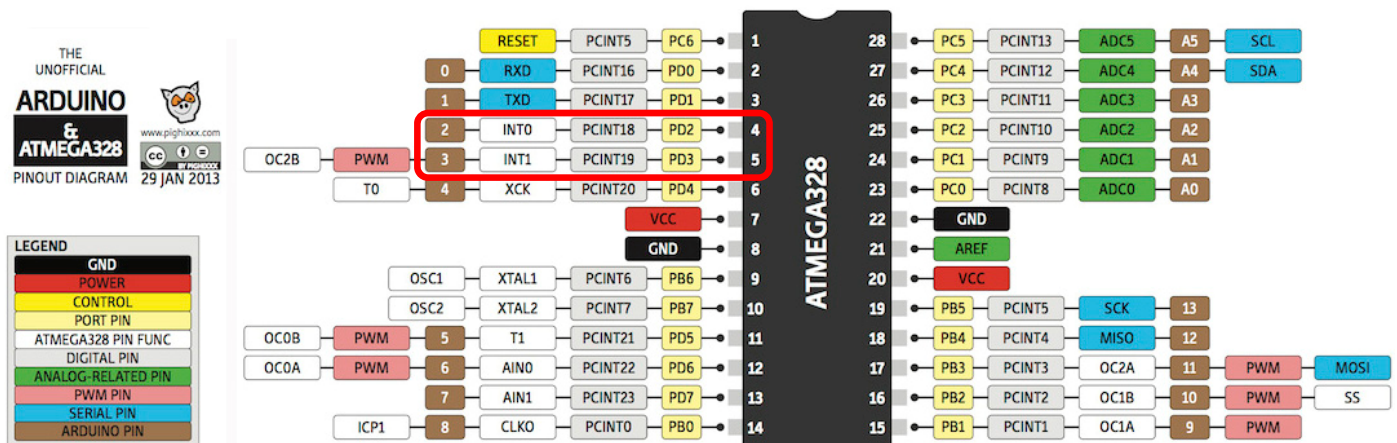 THE
UNOFFICIAL
ARDUINO
&
ATMEGA328
PINOUT DIAGRAM
www.pighixxx.com
cc
BY PIGHIXXX
29 JAN 2013
LEGEND
GND
POWER
CONTROL
PORT PIN
ATMEGA328 PIN FUNC
DIGITAL PIN
ANALOG-RELATED PIN
PWM PIN
SERIAL PIN
ARDUINO PIN
RESET PCINT5 PC6 1
0 RXD PCINT16 PD0 2
1 TXD PCINT17 PD1 3
2 INT0 PCINT18 PD2 4
OC2B PWM 3 INT1 PCINT19 PD3 5
T0 4 XCK PCINT20 PD4 6
VCC 7
GND 8
OSC1 XTAL1 PCINT6 PB6 9
OSC2 XTAL2 PCINT7 PB7 10
OC0B PWM 5 T1 PCINT21 PD5 11
OC0A PWM 6 AIN0 PCINT22 PD6 12
7 AIN1 PCINT23 PD7 13
ICP1 8 CLKO PCINT0 PB0 14
ATMEGA328
28 PC5 PCINT13 ADC5 A5 SCL
27 PC4 PCINT12 ADC4 A4 SDA
26 PC3 PCINT11 ADC3 A3
25 PC2 PCINT10 ADC2 A2
24 PC1 PCINT9 ADC1 A1
23 PC0 PCINT8 ADC0 A0
22 GND
21 AREF
20 VCC
19 PB5 PCINT5 SCK 13
18 PB4 PCINT4 MISO 12
17 PB3 PCINT3 OC2A 11 PWM MOSI
16 PB2 PCINT2 OC1B 10 PWM SS
15 PB1 PCINT1 OC1A 9 PWM